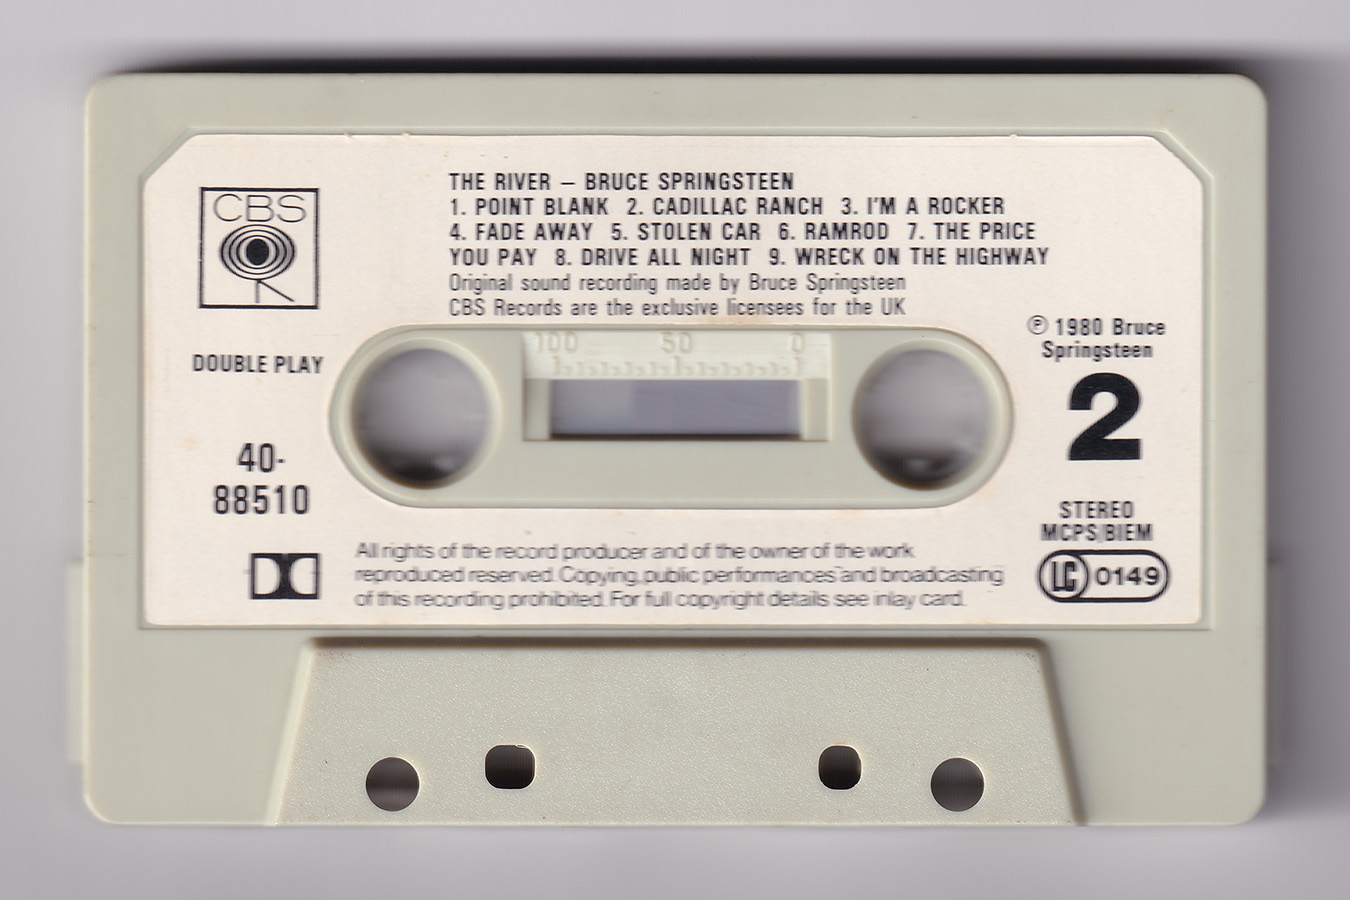 THE RIVER – BRUCE SPRINGSTEEN
1. POINT BLANK 2. CADILLAC RANCH 3. I'M A ROCKER
4. FADE AWAY 5. STOLEN CAR 6. RAMROD 7. THE PRICE
YOU PAY 8. DRIVE ALL NIGHT 9. WRECK ON THE HIGHWAY
Original sound recording made by Bruce Springsteen
CBS Records are the exclusive licensees for the UK
CBS
DOUBLE PLAY
40-
88510
100 50 0
℗ 1980 Bruce
Springsteen
2
STEREO
MCPS/BIEM
LC 0149
All rights of the record producer and of the owner of the work
reproduced reserved. Copying, public performances and broadcasting
of this recording prohibited. For full copyright details see inlay card.